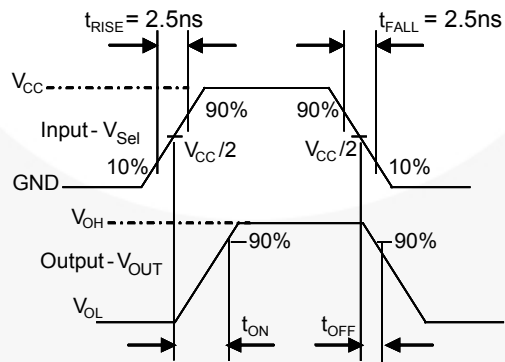 tRISE = 2.5ns
tFALL = 2.5ns
VCC
90%
90%
Input - VSel
VCC/2
VCC/2
10%
10%
GND
VOH
90%
90%
Output - VOUT
VOL
tON
tOFF